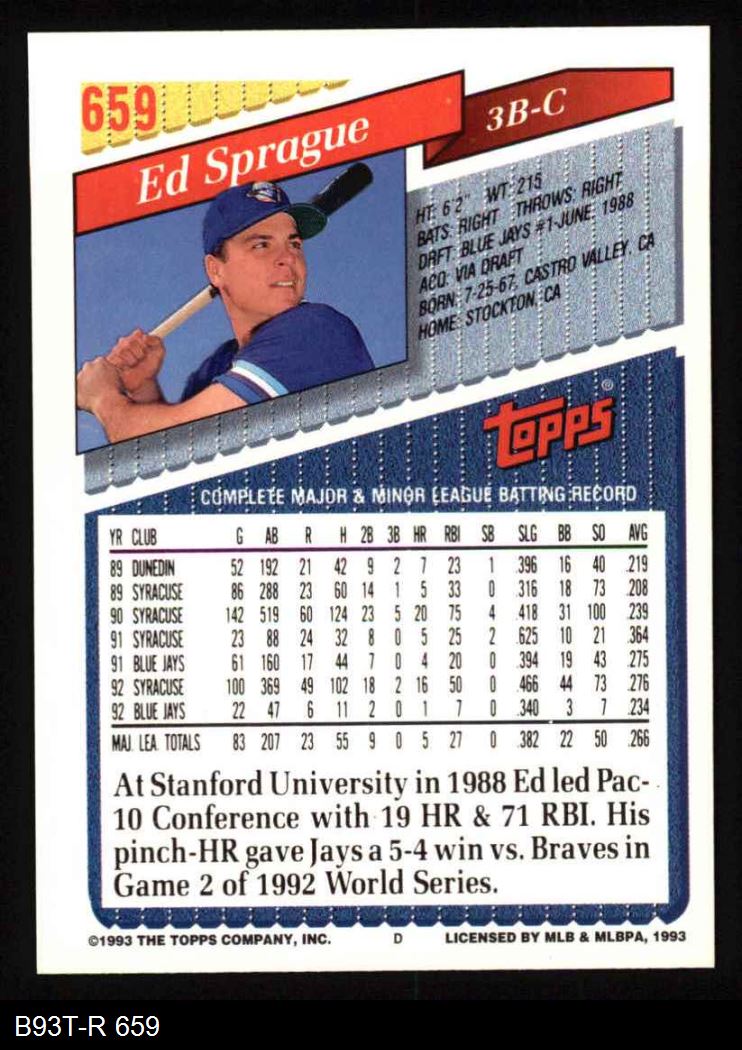 659
Ed Sprague
3B-C
HT: 6'2" WT: 215
BATS: RIGHT THROWS: RIGHT
DRFT: BLUE JAYS #1-JUNE, 1988
ACQ: VIA DRAFT
BORN: 7-25-67, CASTRO VALLEY, CA
HOME: STOCKTON, CA
TOPPS®
COMPLETE MAJOR & MINOR LEAGUE BATTING RECORD
YR CLUB G AB R H 2B 3B HR RBI SB SLG BB SO AVG
89 DUNEDIN 52 192 21 42 9 2 7 23 1 .396 16 40 .219
89 SYRACUSE 86 288 23 60 14 1 5 33 0 .316 18 73 .208
90 SYRACUSE 142 519 60 124 23 5 20 75 4 .418 31 100 .239
91 SYRACUSE 23 88 24 32 8 0 5 25 2 .625 10 21 .364
91 BLUE JAYS 61 160 17 44 7 0 4 20 0 .394 19 43 .275
92 SYRACUSE 100 369 49 102 18 2 16 50 0 .466 44 73 .276
92 BLUE JAYS 22 47 6 11 2 0 1 7 0 .340 3 7 .234
MAJ. LEA. TOTALS 83 207 23 55 9 0 5 27 0 .382 22 50 .266
At Stanford University in 1988 Ed led Pac-
10 Conference with 19 HR & 71 RBI. His
pinch-HR gave Jays a 5-4 win vs. Braves in
Game 2 of 1992 World Series.
©1993 THE TOPPS COMPANY, INC. D LICENSED BY MLB & MLBPA, 1993
B93T-R 659